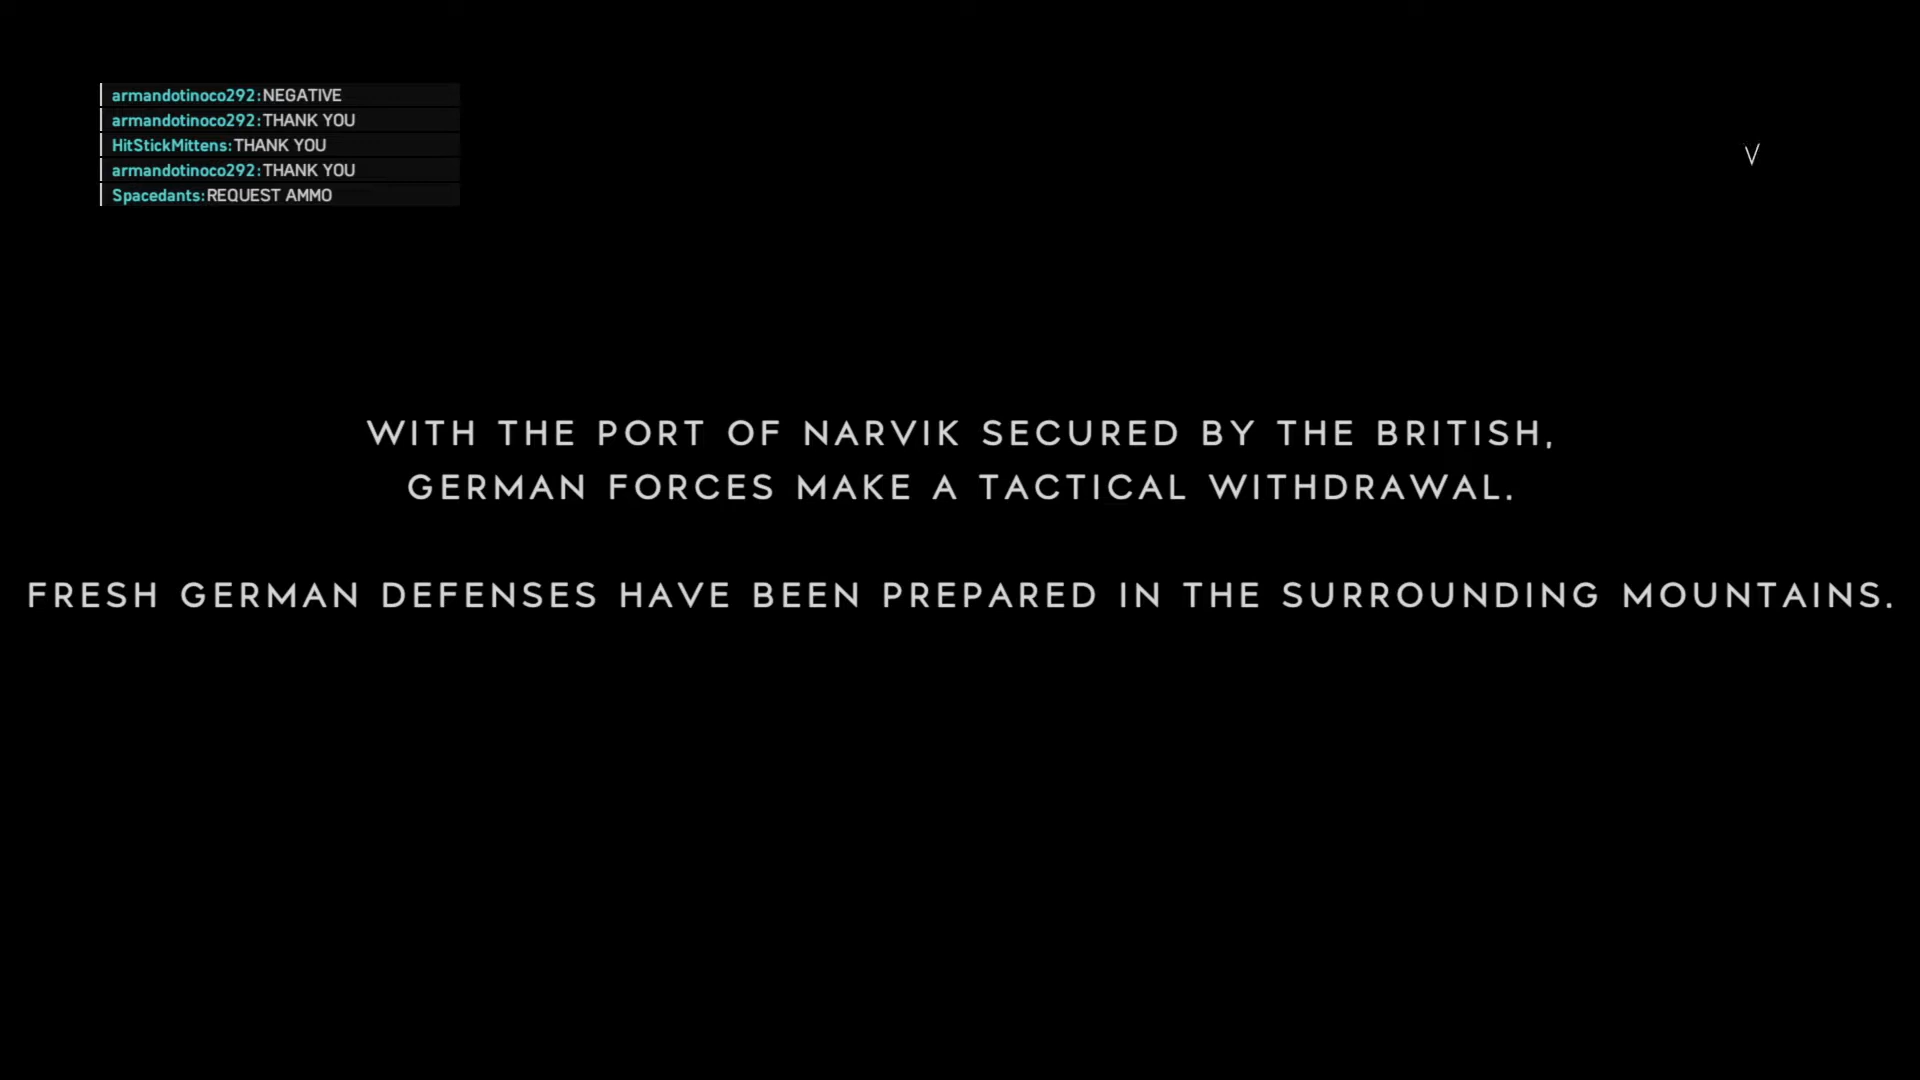 armandotinoco292:NEGATIVE
armandotinoco292:THANK YOU
HitStickMittens:THANK YOU
armandotinoco292:THANK YOU
Spacedants:REQUEST AMMO
V
WITH THE PORT OF NARVIK SECURED BY THE BRITISH,
GERMAN FORCES MAKE A TACTICAL WITHDRAWAL.
FRESH GERMAN DEFENSES HAVE BEEN PREPARED IN THE SURROUNDING MOUNTAINS.